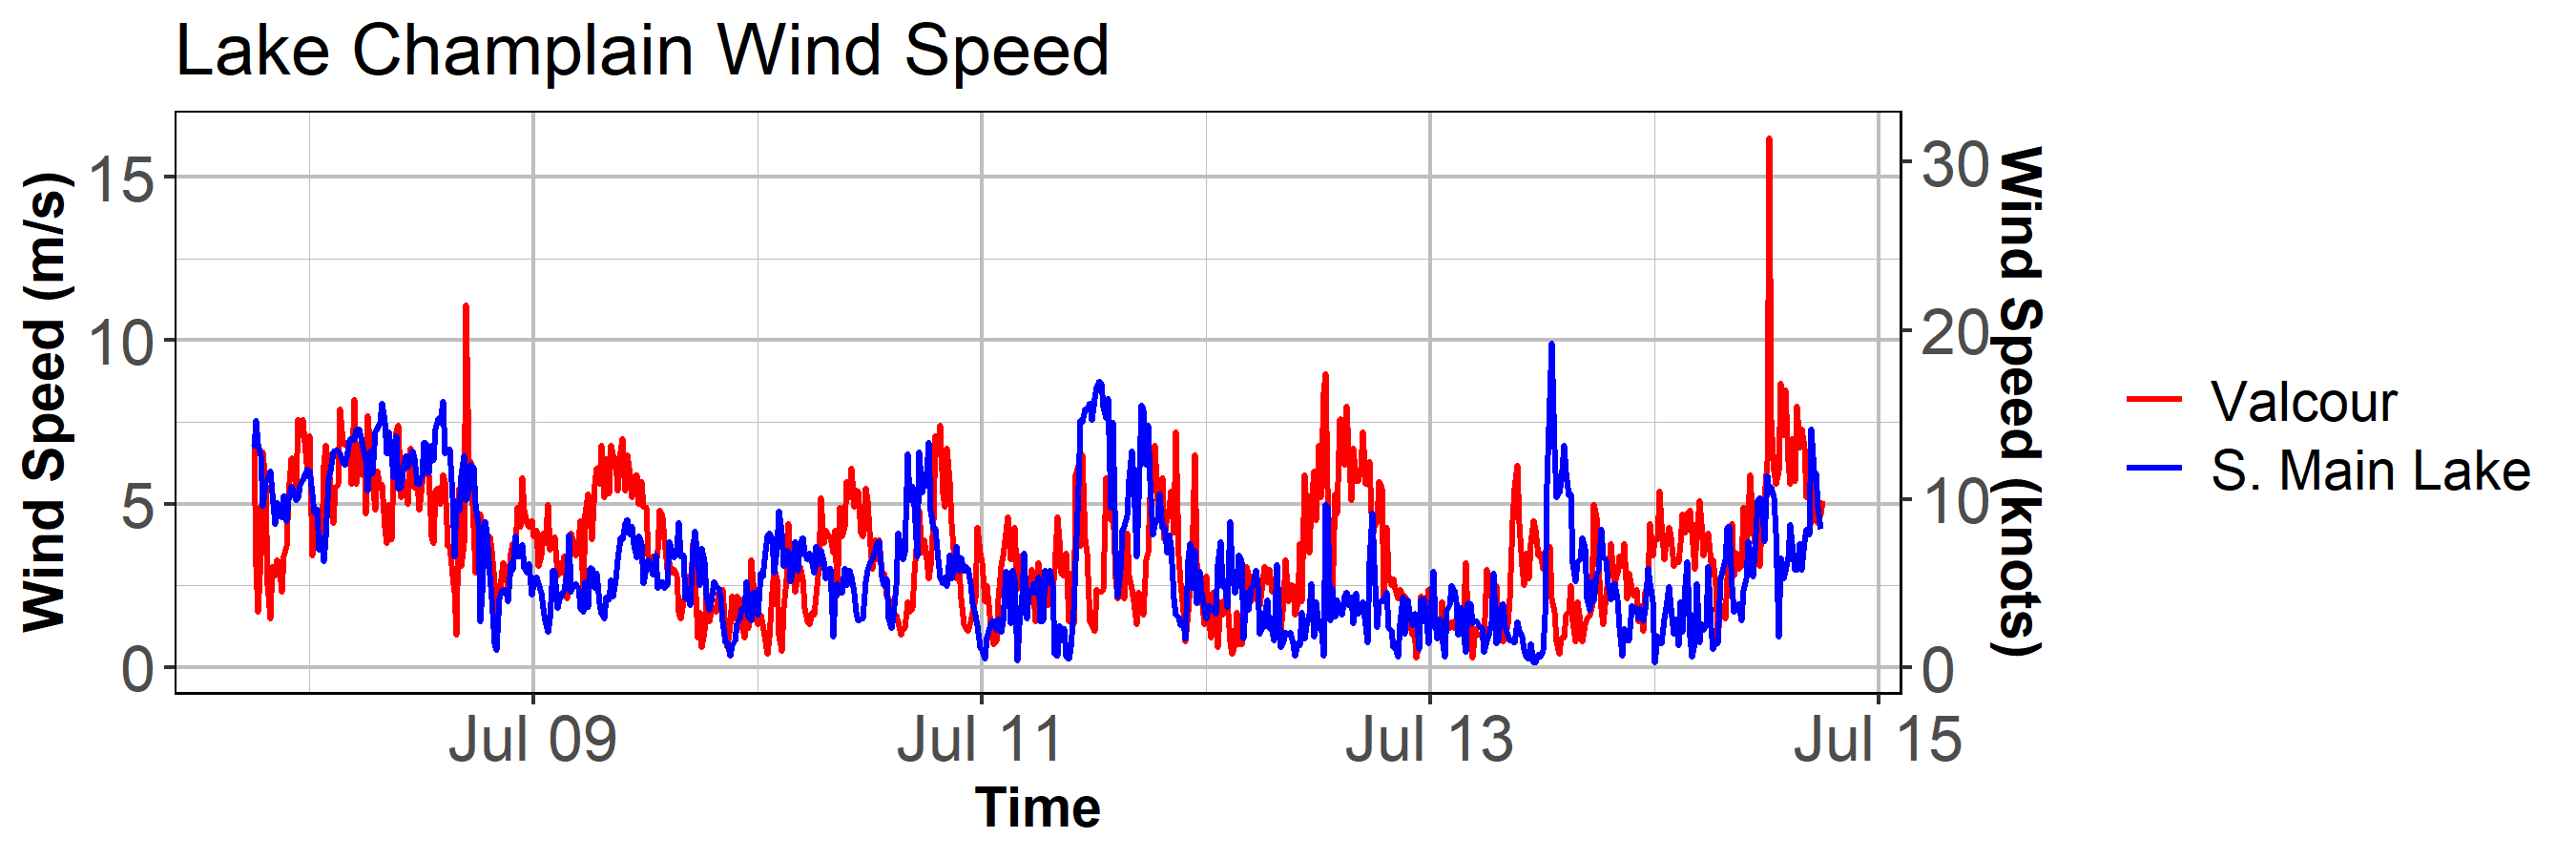 Lake Champlain Wind Speed
Wind Speed (m/s)
15
10
5
0
30
20
10
0
Wind Speed (knots)
Jul 09
Jul 11
Jul 13
Jul 15
Time
Valcour
S. Main Lake